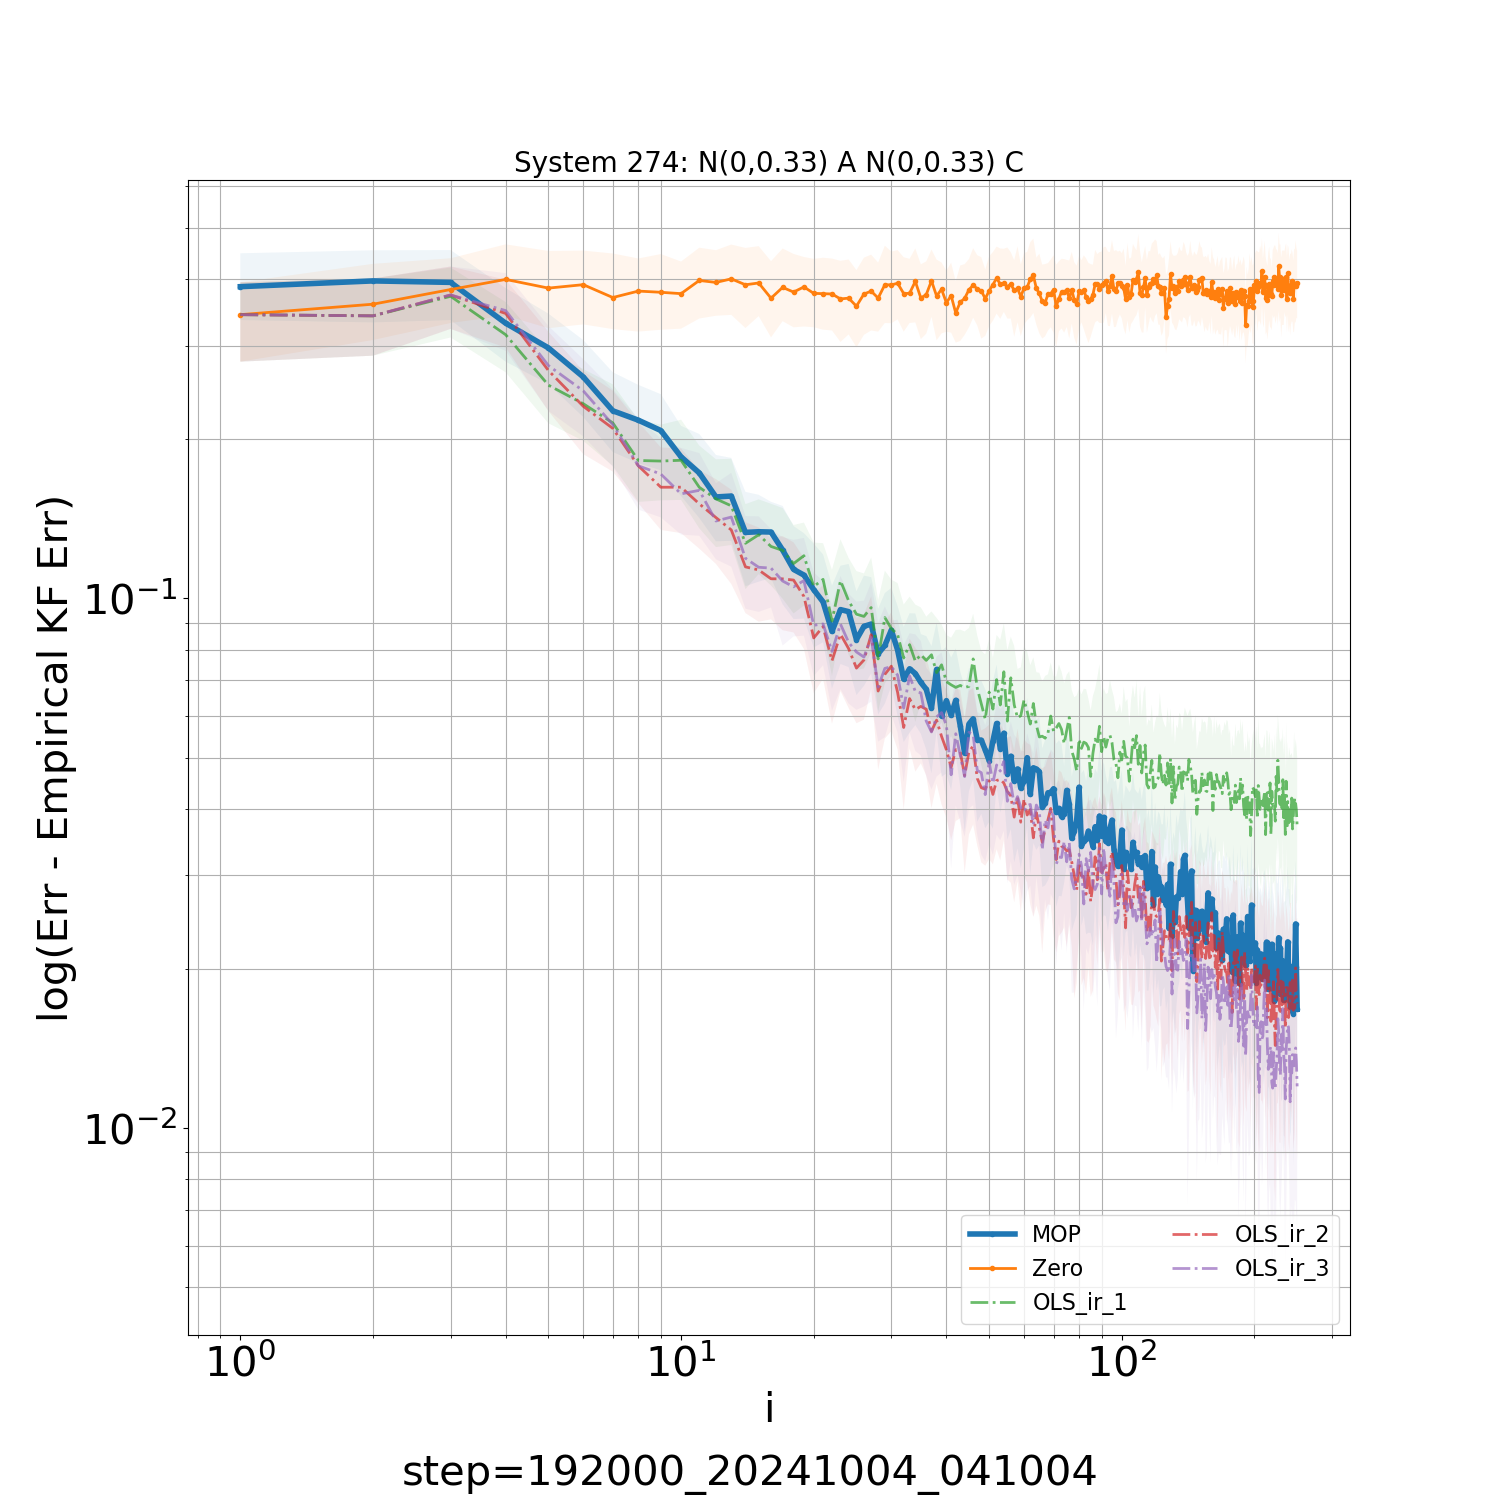 System 274: N(0,0.33) A N(0,0.33) C
log(Err - Empirical KF Err)
10⁻¹
10⁻²
MOP
Zero
OLS_ir_1
OLS_ir_2
OLS_ir_3
10⁰ 10¹ 10²
i
step=192000_20241004_041004